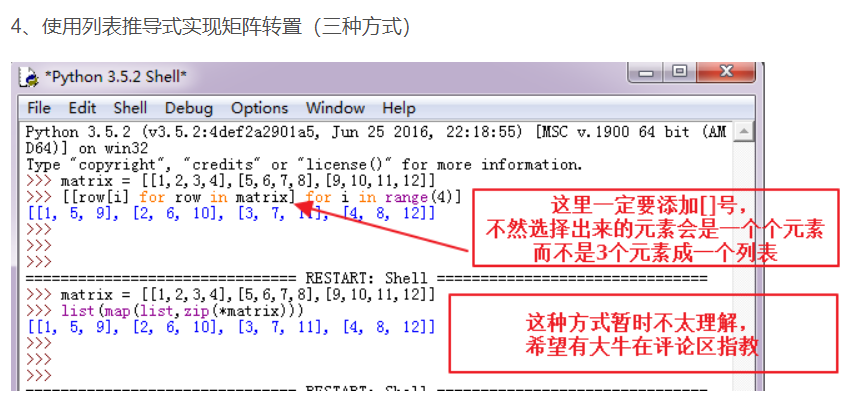 4、使用列表推导式实现矩阵转置（三种方式）
*Python 3.5.2 Shell*
File Edit Shell Debug Options Window Help
Python 3.5.2 (v3.5.2:4def2a2901a5, Jun 25 2016, 22:18:55) [MSC v.1900 64 bit (AM
D64)] on win32
Type "copyright", "credits" or "license()" for more information.
>>> matrix = [[1,2,3,4],[5,6,7,8],[9,10,11,12]]
>>> [[row[i] for row in matrix] for i in range(4)]
[[1, 5, 9], [2, 6, 10], [3, 7, 11], [4, 8, 12]]
>>>
>>>
>>>
这里一定要添加[]号，
不然选择出来的元素会是一个个元素
而不是3个元素成一个列表
=============================== RESTART: Shell ===============================
>>> matrix = [[1,2,3,4],[5,6,7,8],[9,10,11,12]]
>>> list(map(list,zip(*matrix)))
[[1, 5, 9], [2, 6, 10], [3, 7, 11], [4, 8, 12]]
>>>
>>>
>>>
这种方式暂时不太理解，
希望有大牛在评论区指教
=============================== RESTART: Shell ===============================